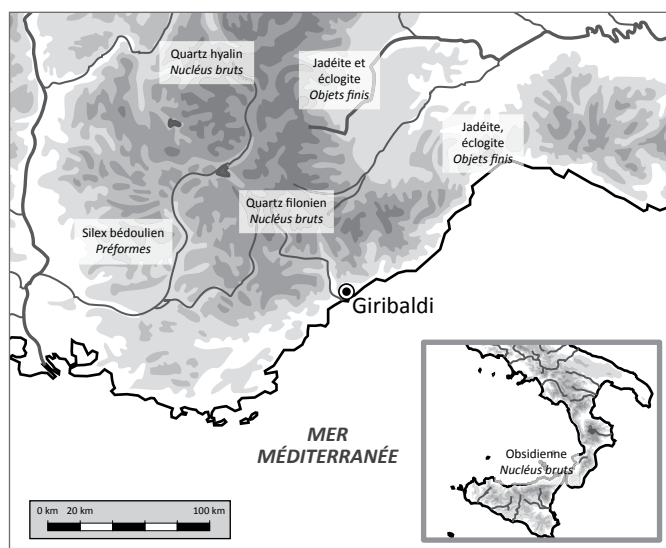 Quartz hyalin
Nucléus bruts
Jadéite et
éclogite
Objets finis
Jadéite,
éclogite
Objets finis
Quartz filonien
Nucléus bruts
Silex bédoulien
Préformes
Giribaldi
MER
MÉDITERRANÉE
Obsidienne
Nucléus bruts
0 km 20 km 100 km